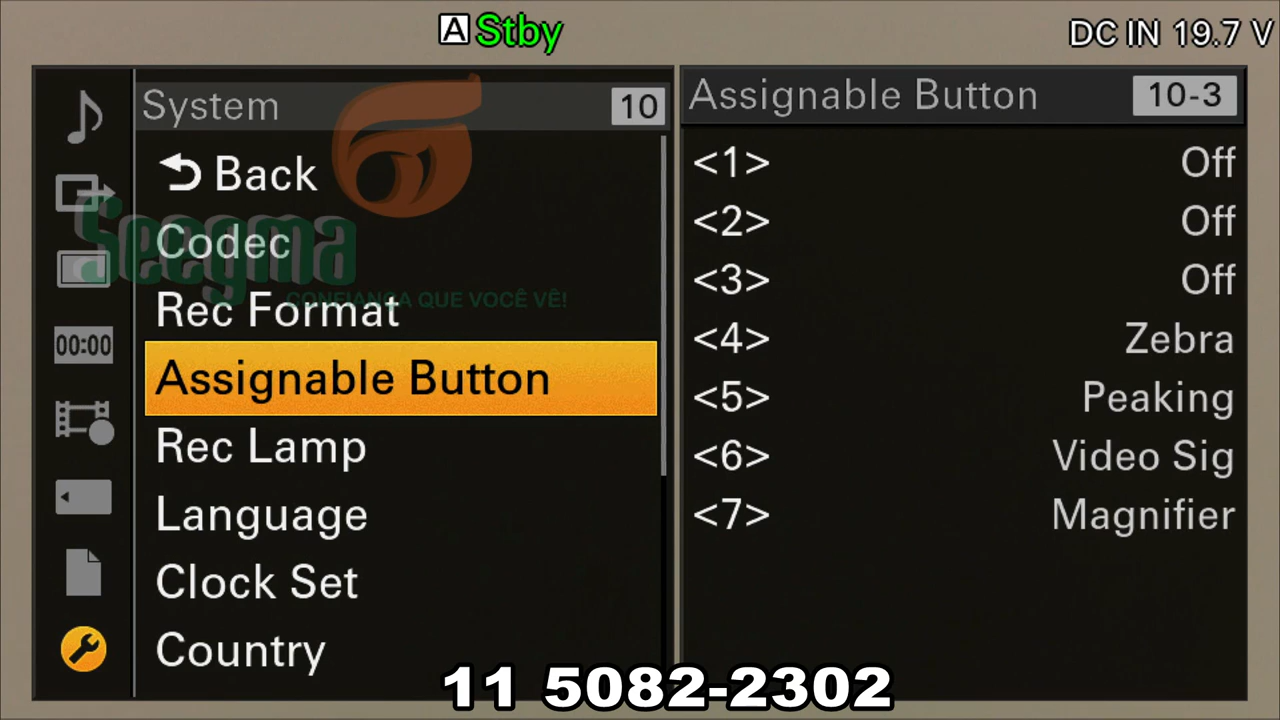 A Stby
DC IN 19.7 V
System 10
Back
Codec
Rec Format
Assignable Button
Rec Lamp
Language
Clock Set
Country
00:00
Assignable Button 10-3
<1> Off
<2> Off
<3> Off
<4> Zebra
<5> Peaking
<6> Video Sig
<7> Magnifier
Seegma
CONFIANÇA QUE VOCÊ VÊ!
11 5082-2302